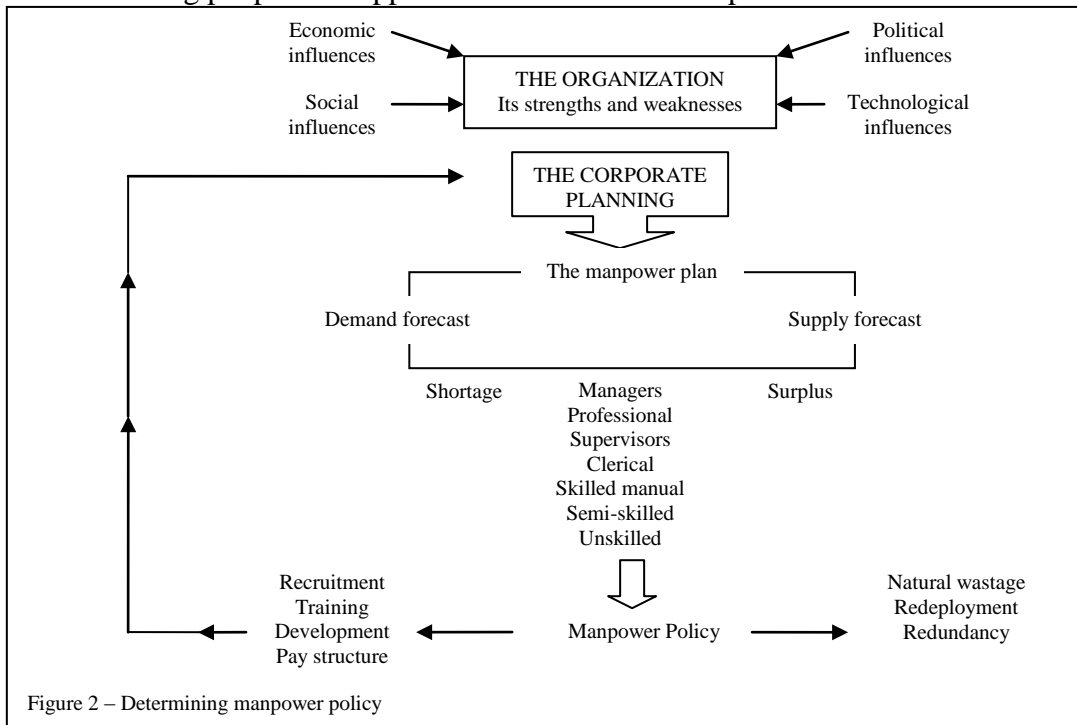 Economic
influences
Political
influences
THE ORGANIZATION
Its strengths and weaknesses
Social
influences
Technological
influences
THE CORPORATE
PLANNING
The manpower plan
Demand forecast
Supply forecast
Shortage
Managers
Professional
Supervisors
Clerical
Skilled manual
Semi-skilled
Unskilled
Surplus
Recruitment
Training
Development
Pay structure
Manpower Policy
Natural wastage
Redeployment
Redundancy
Figure 2 – Determining manpower policy